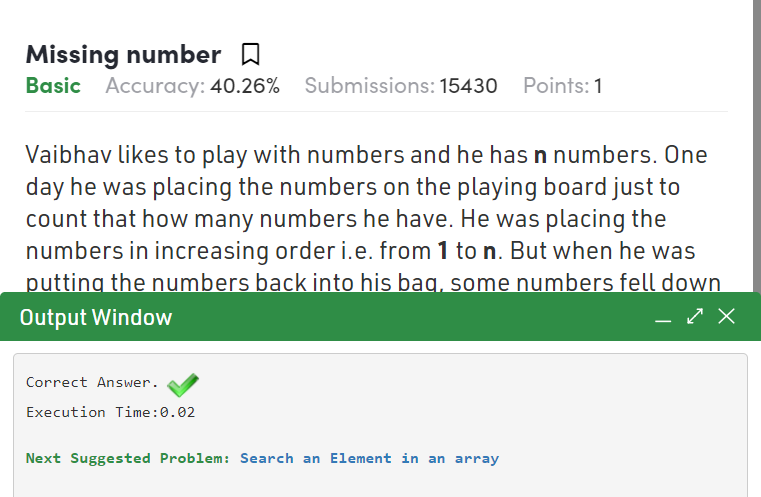 Missing number
Basic Accuracy: 40.26% Submissions: 15430 Points: 1
Vaibhav likes to play with numbers and he has n numbers. One
day he was placing the numbers on the playing board just to
count that how many numbers he have. He was placing the
numbers in increasing order i.e. from 1 to n. But when he was
putting the numbers back into his bag, some numbers fell down
Output Window
Correct Answer.
Execution Time:0.02
Next Suggested Problem: Search an Element in an array